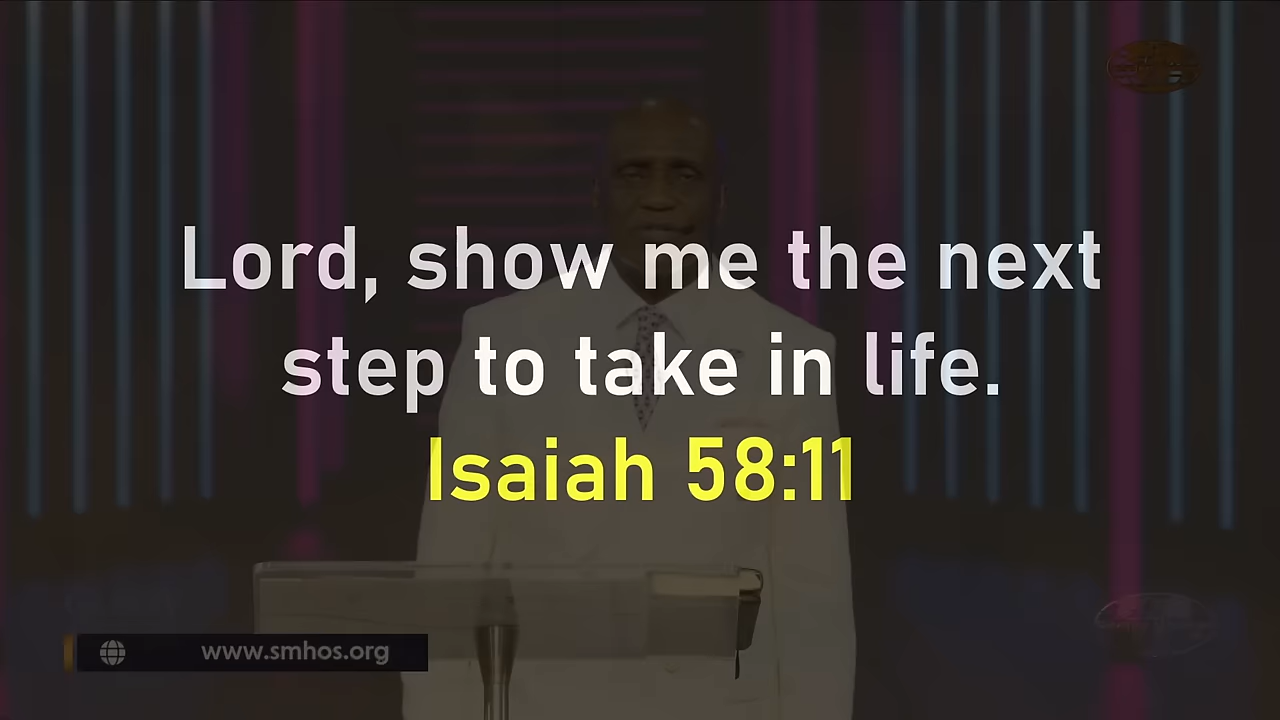 Lord, show me the next
step to take in life.
Isaiah 58:11
www.smhos.org